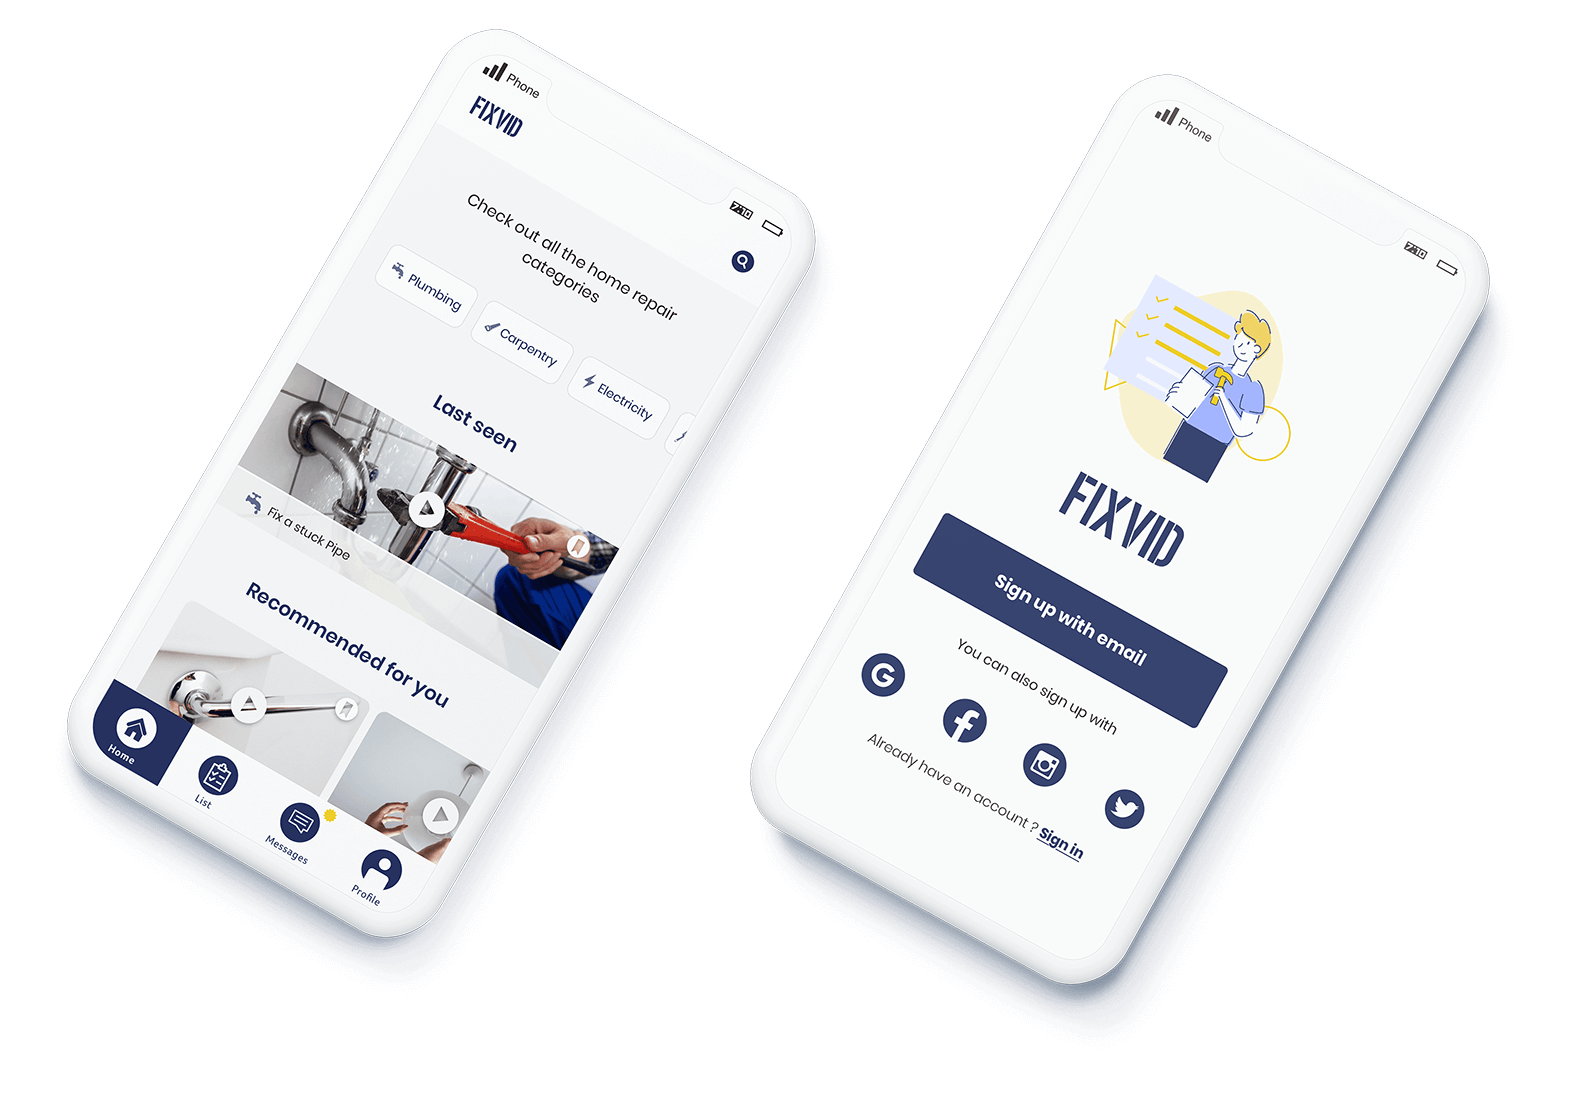 Phone
7:10
FIXVID
Check out all the home repair
categories
Plumbing
Carpentry
Electricity
Last seen
Fix a stuck Pipe
Recommended for you
Home
List
Messages
Profile
Phone
7:10
FIXVID
Sign up with email
You can also sign up with
G
f
Already have an account ? Sign in